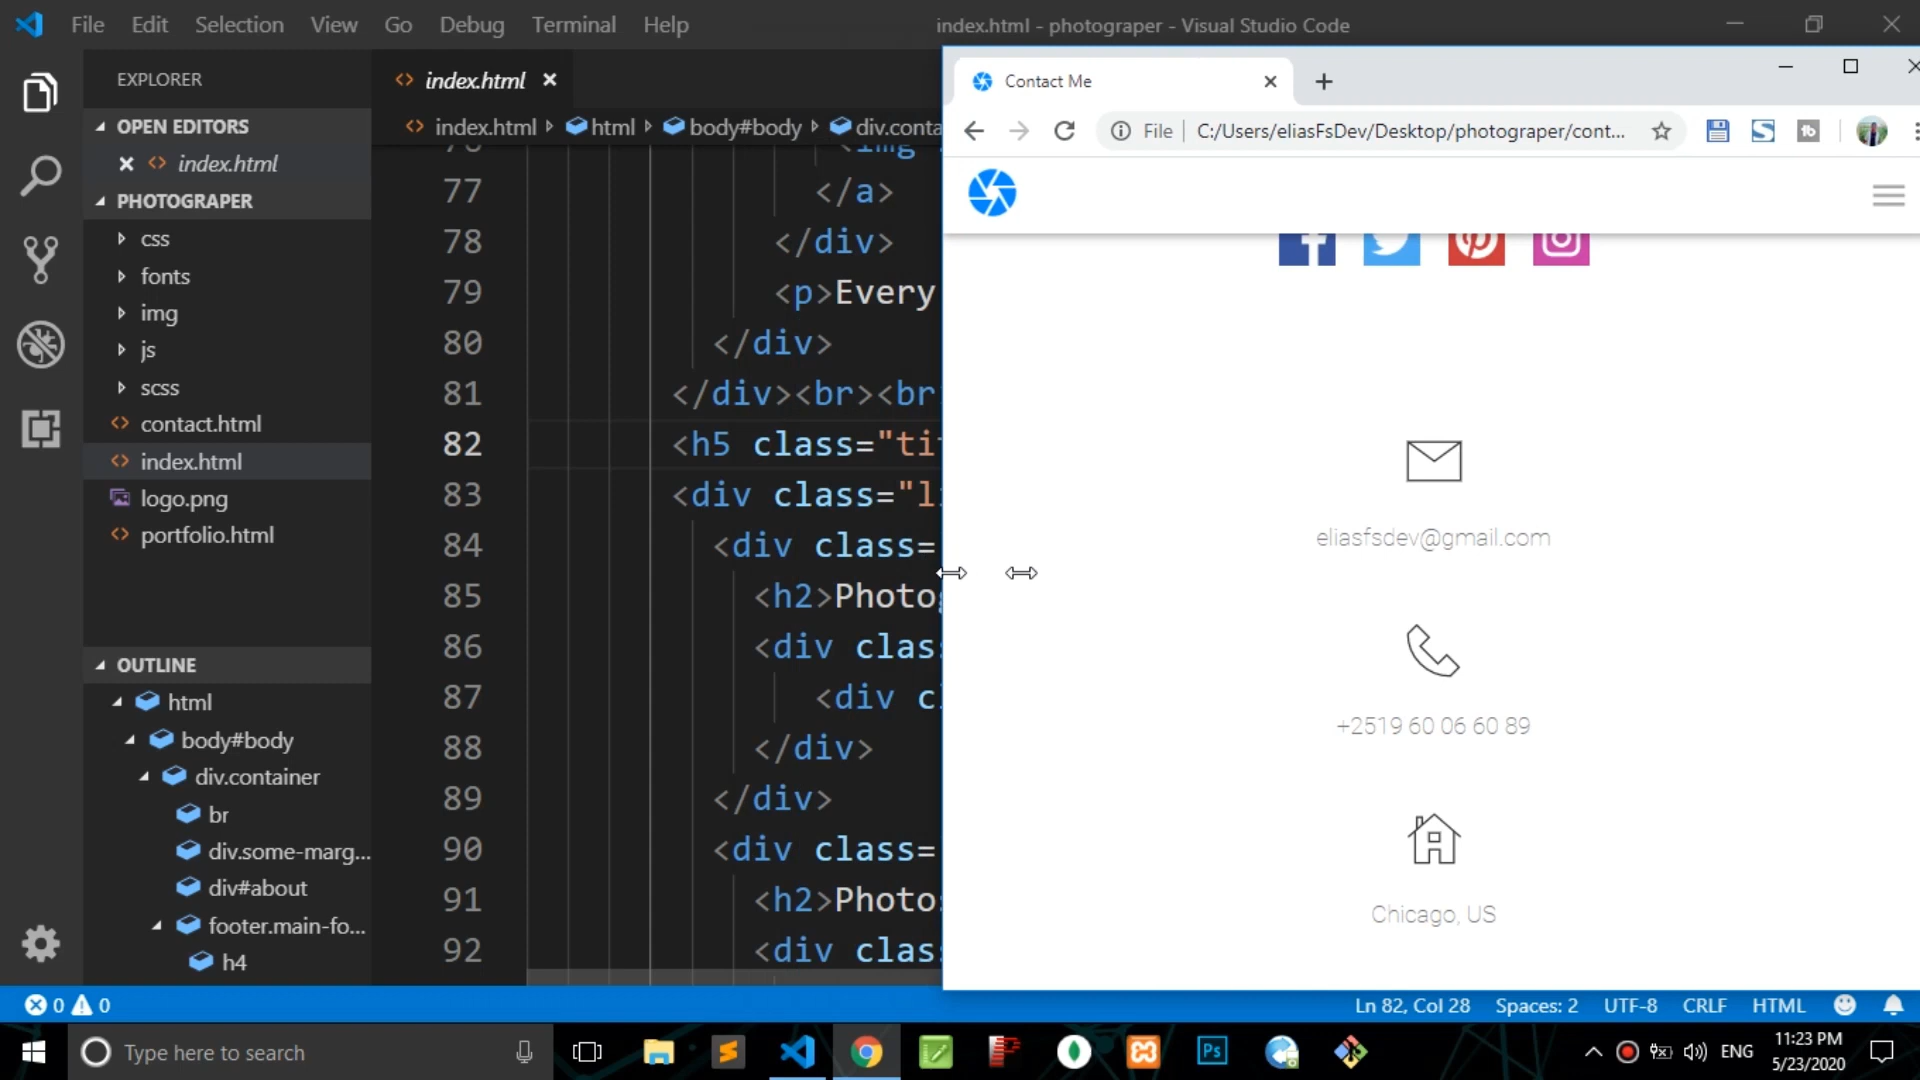 File Edit Selection View Go Debug Terminal Help
index.html - photograper - Visual Studio Code
EXPLORER
OPEN EDITORS
index.html
PHOTOGRAPER
css
fonts
img
js
scss
contact.html
index.html
logo.png
portfolio.html
OUTLINE
html
body#body
div.container
br
div.some-marg...
div#about
footer.main-fo...
h4
index.html
index.html html body#body div.conta
77 </a>
78 </div>
79 <p>Every
80 </div>
81 </div><br><br
82 <h5 class="ti
83 <div class="l
84 <div class=
85 <h2>Photo
86 <div clas
87 <div c
88 </div>
89 </div>
90 <div class=
91 <h2>Photo
92 <div clas
Contact Me
File C:/Users/eliasFsDev/Desktop/photograper/cont...
eliasfsdev@gmail.com
+2519 60 06 60 89
Chicago, US
0 0
Ln 82, Col 28 Spaces: 2 UTF-8 CRLF HTML
Type here to search
Ps
ENG
11:23 PM
5/23/2020